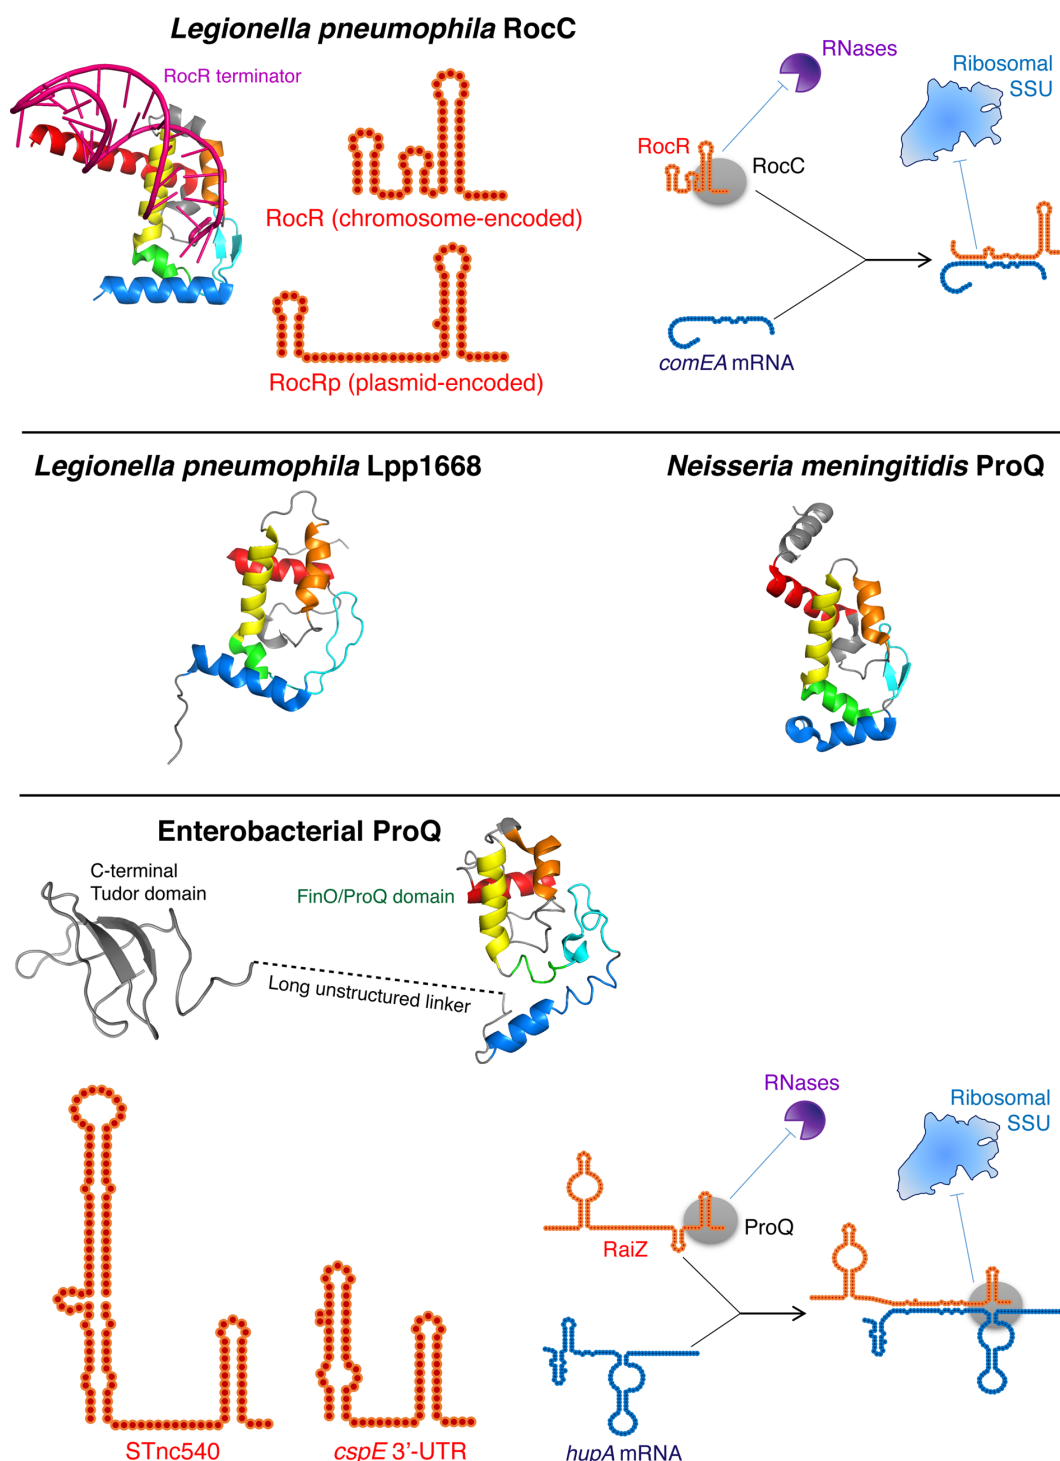 Legionella pneumophila RocC
RocR terminator
RocR (chromosome-encoded)
RocRp (plasmid-encoded)
RNases
Ribosomal
SSU
RocR
RocC
comEA mRNA
Legionella pneumophila Lpp1668
Neisseria meningitidis ProQ
Enterobacterial ProQ
C-terminal
Tudor domain
FinO/ProQ domain
Long unstructured linker
STnc540
cspE 3'-UTR
RNases
Ribosomal
SSU
RaiZ
ProQ
hupA mRNA